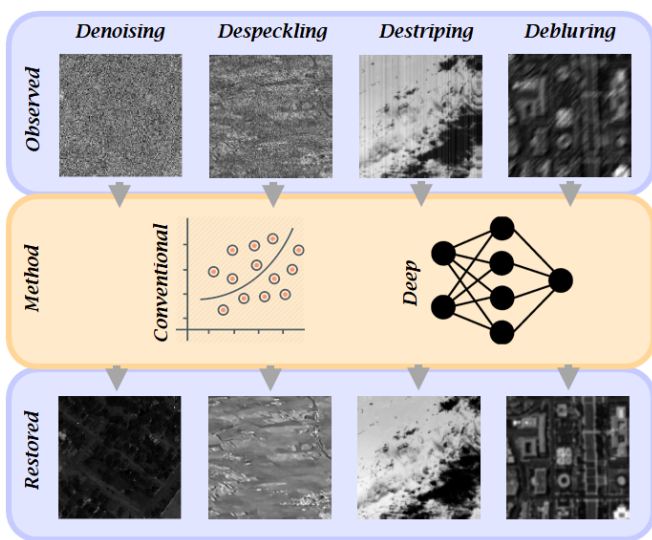 Denoising
Despeckling
Destriping
Debluring
Observed
Method
Conventional
Deep
Restored